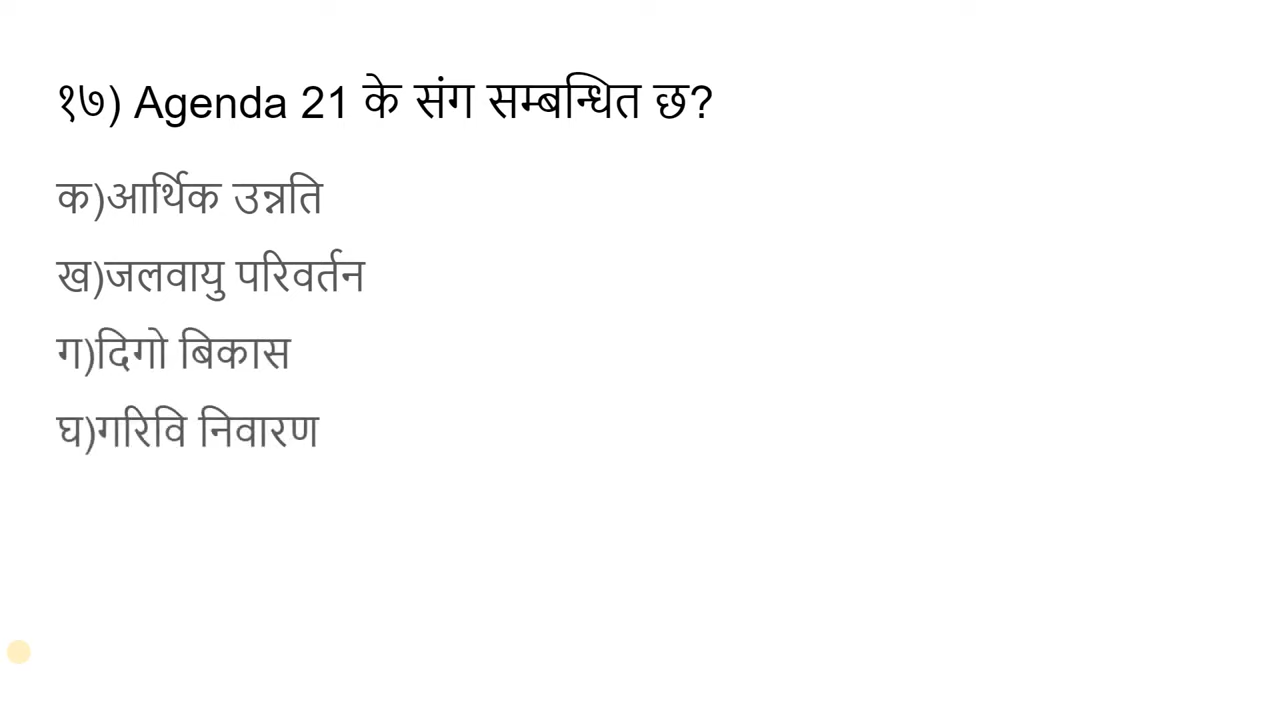 १७) Agenda 21 के संग सम्बन्धित छ?
क)आर्थिक उन्नति
ख)जलवायु परिवर्तन
ग)दिगो बिकास
घ)गरिवि निवारण